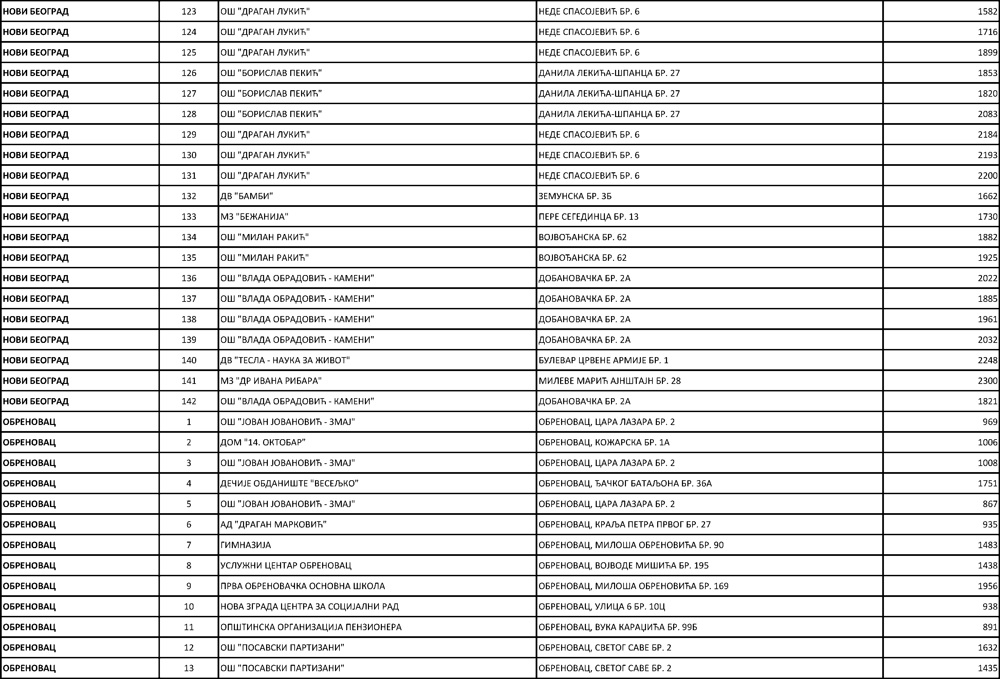 НОВИ БЕОГРАД 123 ОШ "ДРАГАН ЛУКИЋ" НЕДЕ СПАСОЈЕВИЋ БР. 6 1582
НОВИ БЕОГРАД 124 ОШ "ДРАГАН ЛУКИЋ" НЕДЕ СПАСОЈЕВИЋ БР. 6 1716
НОВИ БЕОГРАД 125 ОШ "ДРАГАН ЛУКИЋ" НЕДЕ СПАСОЈЕВИЋ БР. 6 1899
НОВИ БЕОГРАД 126 ОШ "БОРИСЛАВ ПЕКИЋ" ДАНИЛА ЛЕКИЋА-ШПАНЦА БР. 27 1853
НОВИ БЕОГРАД 127 ОШ "БОРИСЛАВ ПЕКИЋ" ДАНИЛА ЛЕКИЋА-ШПАНЦА БР. 27 1820
НОВИ БЕОГРАД 128 ОШ "БОРИСЛАВ ПЕКИЋ" ДАНИЛА ЛЕКИЋА-ШПАНЦА БР. 27 2083
НОВИ БЕОГРАД 129 ОШ "ДРАГАН ЛУКИЋ" НЕДЕ СПАСОЈЕВИЋ БР. 6 2184
НОВИ БЕОГРАД 130 ОШ "ДРАГАН ЛУКИЋ" НЕДЕ СПАСОЈЕВИЋ БР. 6 2193
НОВИ БЕОГРАД 131 ОШ "ДРАГАН ЛУКИЋ" НЕДЕ СПАСОЈЕВИЋ БР. 6 2200
НОВИ БЕОГРАД 132 ДВ "БАМБИ" ЗЕМУНСКА БР. 3Б 1662
НОВИ БЕОГРАД 133 МЗ "БЕЖАНИЈА" ПЕРЕ СЕГЕДИНЦА БР. 13 1730
НОВИ БЕОГРАД 134 ОШ "МИЛАН РАКИЋ" ВОЈВОЂАНСКА БР. 62 1882
НОВИ БЕОГРАД 135 ОШ "МИЛАН РАКИЋ" ВОЈВОЂАНСКА БР. 62 1925
НОВИ БЕОГРАД 136 ОШ "ВЛАДА ОБРАДОВИЋ - КАМЕНИ" ДОБАНОВАЧКА БР. 2А 2022
НОВИ БЕОГРАД 137 ОШ "ВЛАДА ОБРАДОВИЋ - КАМЕНИ" ДОБАНОВАЧКА БР. 2А 1885
НОВИ БЕОГРАД 138 ОШ "ВЛАДА ОБРАДОВИЋ - КАМЕНИ" ДОБАНОВАЧКА БР. 2А 1961
НОВИ БЕОГРАД 139 ОШ "ВЛАДА ОБРАДОВИЋ - КАМЕНИ" ДОБАНОВАЧКА БР. 2А 2032
НОВИ БЕОГРАД 140 ДВ "ТЕСЛА - НАУКА ЗА ЖИВОТ" БУЛЕВАР ЦРВЕНЕ АРМИЈЕ БР. 1 2248
НОВИ БЕОГРАД 141 МЗ "ДР ИВАНА РИБАРА" МИЛЕВЕ МАРИЋ АЈНШТАЈН БР. 28 2300
НОВИ БЕОГРАД 142 ОШ "ВЛАДА ОБРАДОВИЋ - КАМЕНИ" ДОБАНОВАЧКА БР. 2А 1821
ОБРЕНОВАЦ 1 ОШ "ЈОВАН ЈОВАНОВИЋ - ЗМАЈ" ОБРЕНОВАЦ, ЦАРА ЛАЗАРА БР. 2 969
ОБРЕНОВАЦ 2 ДОМ "14. ОКТОБАР" ОБРЕНОВАЦ, КОЖАРСКА БР. 1А 1006
ОБРЕНОВАЦ 3 ОШ "ЈОВАН ЈОВАНОВИЋ - ЗМАЈ" ОБРЕНОВАЦ, ЦАРА ЛАЗАРА БР. 2 1008
ОБРЕНОВАЦ 4 ДЕЧИЈЕ ОБДАНИШТЕ "ВЕСЕЉКО" ОБРЕНОВАЦ, ЂАЧКОГ БАТАЉОНА БР. 36А 1751
ОБРЕНОВАЦ 5 ОШ "ЈОВАН ЈОВАНОВИЋ - ЗМАЈ" ОБРЕНОВАЦ, ЦАРА ЛАЗАРА БР. 2 867
ОБРЕНОВАЦ 6 АД "ДРАГАН МАРКОВИЋ" ОБРЕНОВАЦ, КРАЉА ПЕТРА ПРВОГ БР. 27 935
ОБРЕНОВАЦ 7 ГИМНАЗИЈА ОБРЕНОВАЦ, МИЛОША ОБРЕНОВИЋА БР. 90 1483
ОБРЕНОВАЦ 8 УСЛУЖНИ ЦЕНТАР ОБРЕНОВАЦ ОБРЕНОВАЦ, ВОЈВОДЕ МИШИЋА БР. 195 1438
ОБРЕНОВАЦ 9 ПРВА ОБРЕНОВАЧКА ОСНОВНА ШКОЛА ОБРЕНОВАЦ, МИЛОША ОБРЕНОВИЋА БР. 169 1956
ОБРЕНОВАЦ 10 НОВА ЗГРАДА ЦЕНТРА ЗА СОЦИЈАЛНИ РАД ОБРЕНОВАЦ, УЛИЦА 6 БР. 10Ц 938
ОБРЕНОВАЦ 11 ОПШТИНСКА ОРГАНИЗАЦИЈА ПЕНЗИОНЕРА ОБРЕНОВАЦ, ВУКА КАРАЏИЋА БР. 99Б 891
ОБРЕНОВАЦ 12 ОШ "ПОСАВСКИ ПАРТИЗАНИ" ОБРЕНОВАЦ, СВЕТОГ САВЕ БР. 2 1632
ОБРЕНОВАЦ 13 ОШ "ПОСАВСКИ ПАРТИЗАНИ" ОБРЕНОВАЦ, СВЕТОГ САВЕ БР. 2 1435